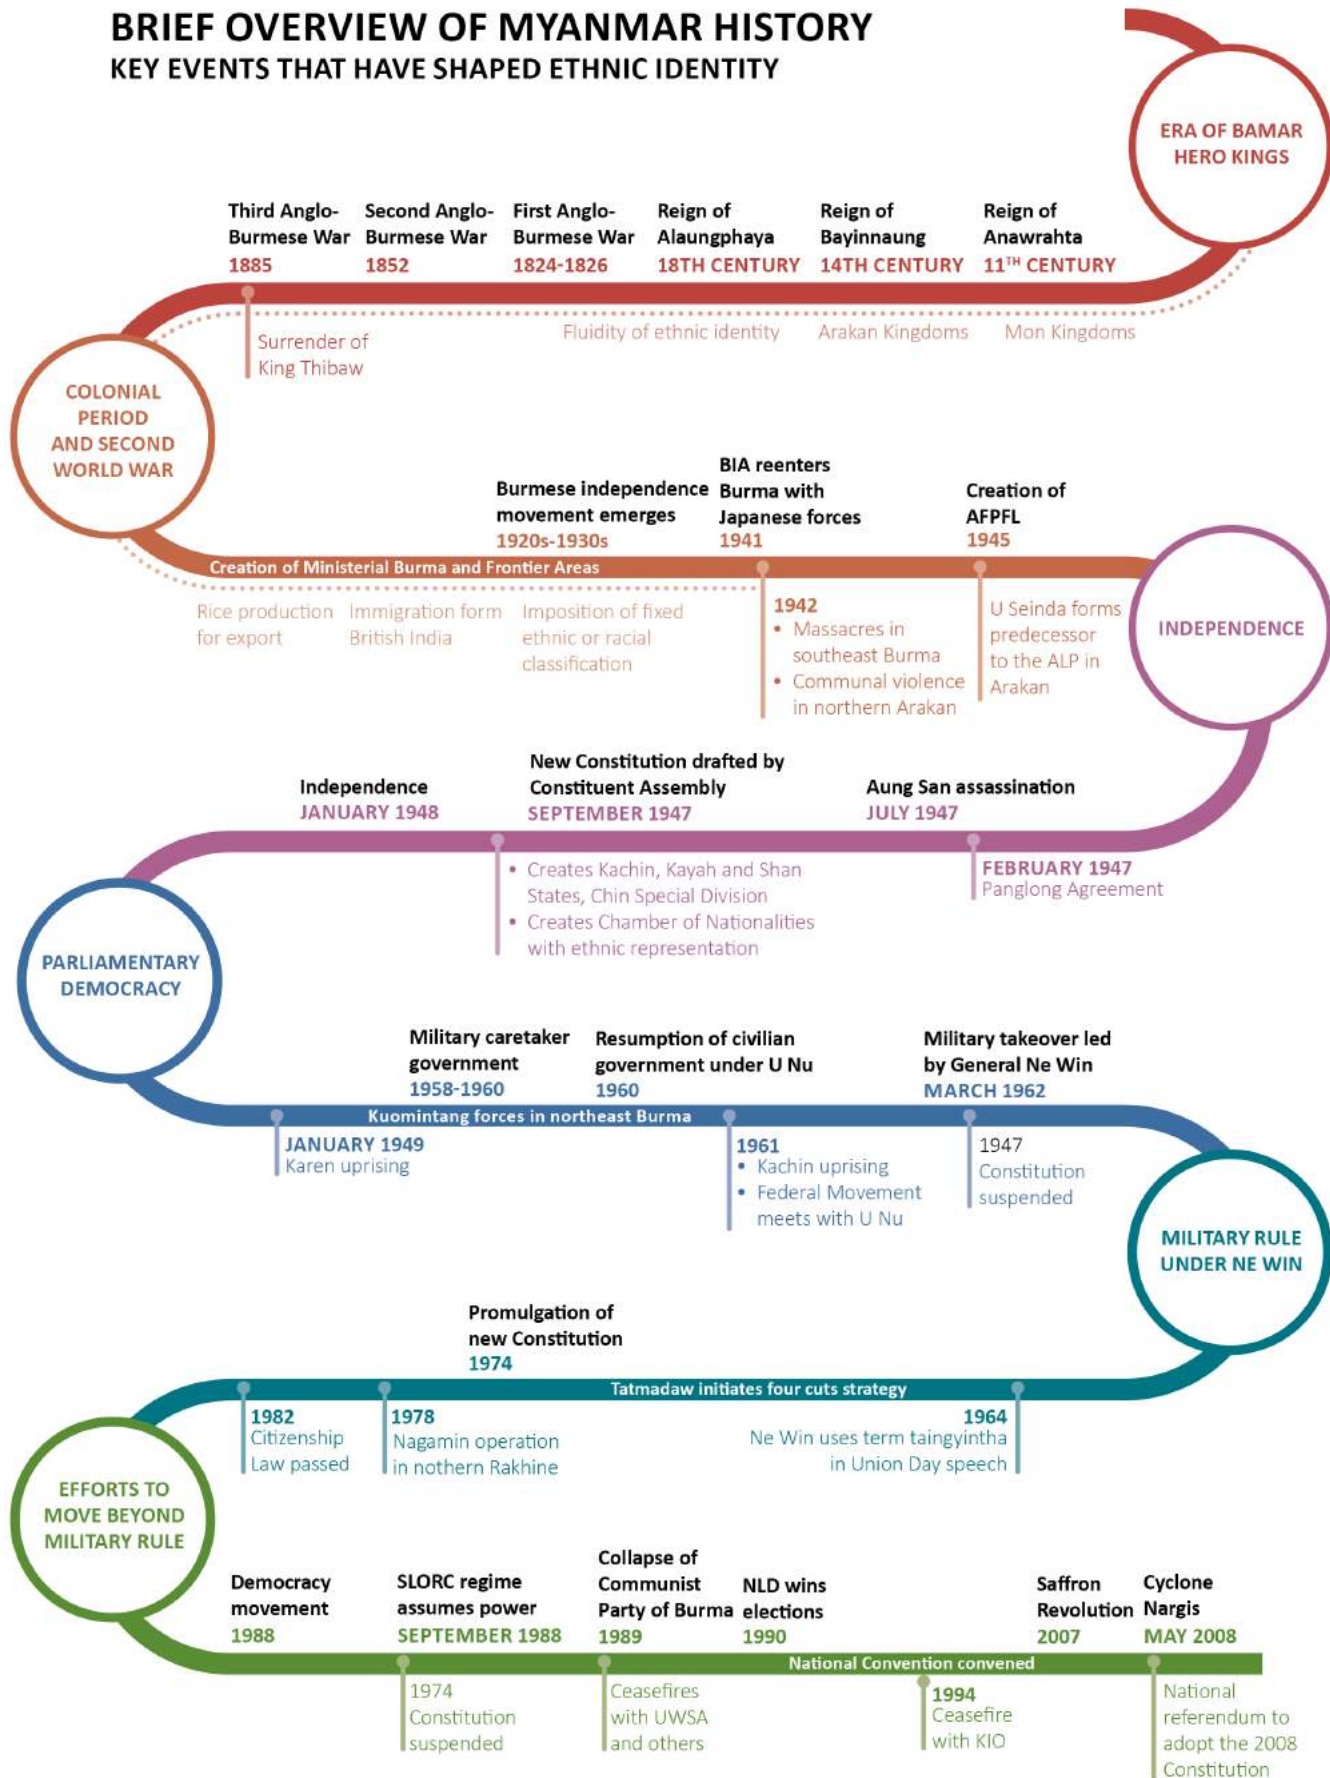 BRIEF OVERVIEW OF MYANMAR HISTORY
KEY EVENTS THAT HAVE SHAPED ETHNIC IDENTITY
ERA OF BAMAR
HERO KINGS
Third Anglo-
Burmese War
1885
Second Anglo-
Burmese War
1852
First Anglo-
Burmese War
1824-1826
Reign of
Alaungphaya
18TH CENTURY
Reign of
Bayinnaung
14TH CENTURY
Reign of
Anawrahta
11TH CENTURY
Surrender of
King Thibaw
Fluidity of ethnic identity
Arakan Kingdoms
Mon Kingdoms
COLONIAL
PERIOD
AND SECOND
WORLD WAR
Burmese independence
movement emerges
1920s-1930s
BIA reenters
Burma with
Japanese forces
1941
Creation of
AFPFL
1945
Creation of Ministerial Burma and Frontier Areas
Rice production
for export
Immigration form
British India
Imposition of fixed
ethnic or racial
classification
1942
• Massacres in
southeast Burma
• Communal violence
in northern Arakan
U Seinda forms
predecessor
to the ALP in
Arakan
INDEPENDENCE
Independence
JANUARY 1948
New Constitution drafted by
Constituent Assembly
SEPTEMBER 1947
Aung San assassination
JULY 1947
• Creates Kachin, Kayah and Shan
States, Chin Special Division
• Creates Chamber of Nationalities
with ethnic representation
FEBRUARY 1947
Panglong Agreement
PARLIAMENTARY
DEMOCRACY
Military caretaker
government
1958-1960
Resumption of civilian
government under U Nu
1960
Military takeover led
by General Ne Win
MARCH 1962
Kuomintang forces in northeast Burma
JANUARY 1949
Karen uprising
1961
• Kachin uprising
• Federal Movement
meets with U Nu
1947
Constitution
suspended
MILITARY RULE
UNDER NE WIN
Promulgation of
new Constitution
1974
Tatmadaw initiates four cuts strategy
1982
Citizenship
Law passed
1978
Nagamin operation
in nothern Rakhine
1964
Ne Win uses term taingyintha
in Union Day speech
EFFORTS TO
MOVE BEYOND
MILITARY RULE
Democracy
movement
1988
SLORC regime
assumes power
SEPTEMBER 1988
Collapse of
Communist
Party of Burma
1989
NLD wins
elections
1990
Saffron
Revolution
2007
Cyclone
Nargis
MAY 2008
National Convention convened
1974
Constitution
suspended
Ceasefires
with UWSA
and others
1994
Ceasefire
with KIO
National
referendum to
adopt the 2008
Constitution